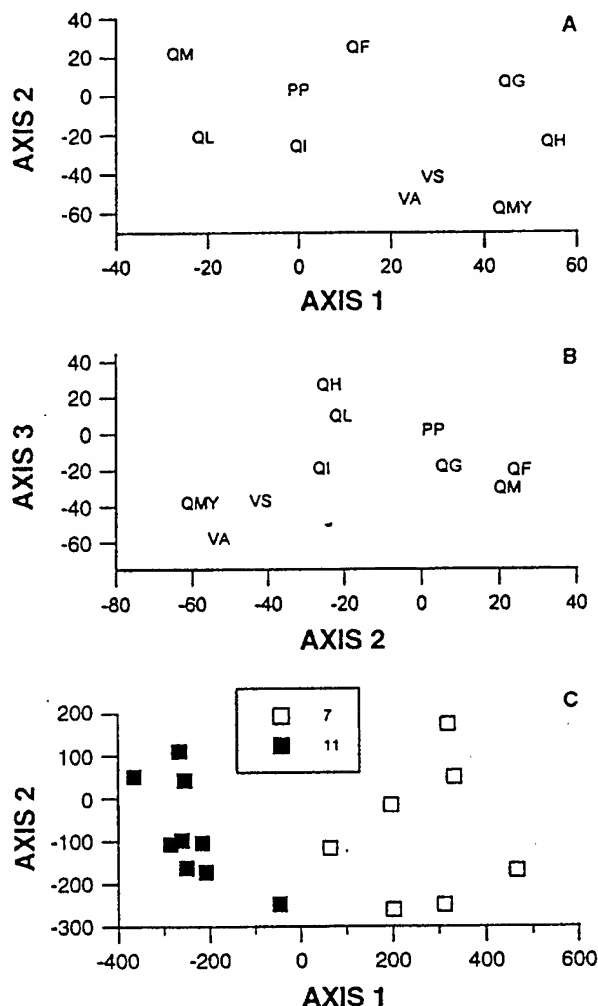 A
AXIS 2
40
20
0
-20
-40
-60
QM
QF
PP
QG
QL
QI
QH
VS
VA
QMY
-40
-20
0
20
40
60
AXIS 1
B
AXIS 3
40
20
0
-20
-40
-60
QH
QL
PP
QI
QG
QF
QM
QMY
VS
VA
-80
-60
-40
-20
0
20
40
AXIS 2
C
7
11
AXIS 2
200
100
0
-100
-200
-300
-400
-200
0
200
400
600
AXIS 1